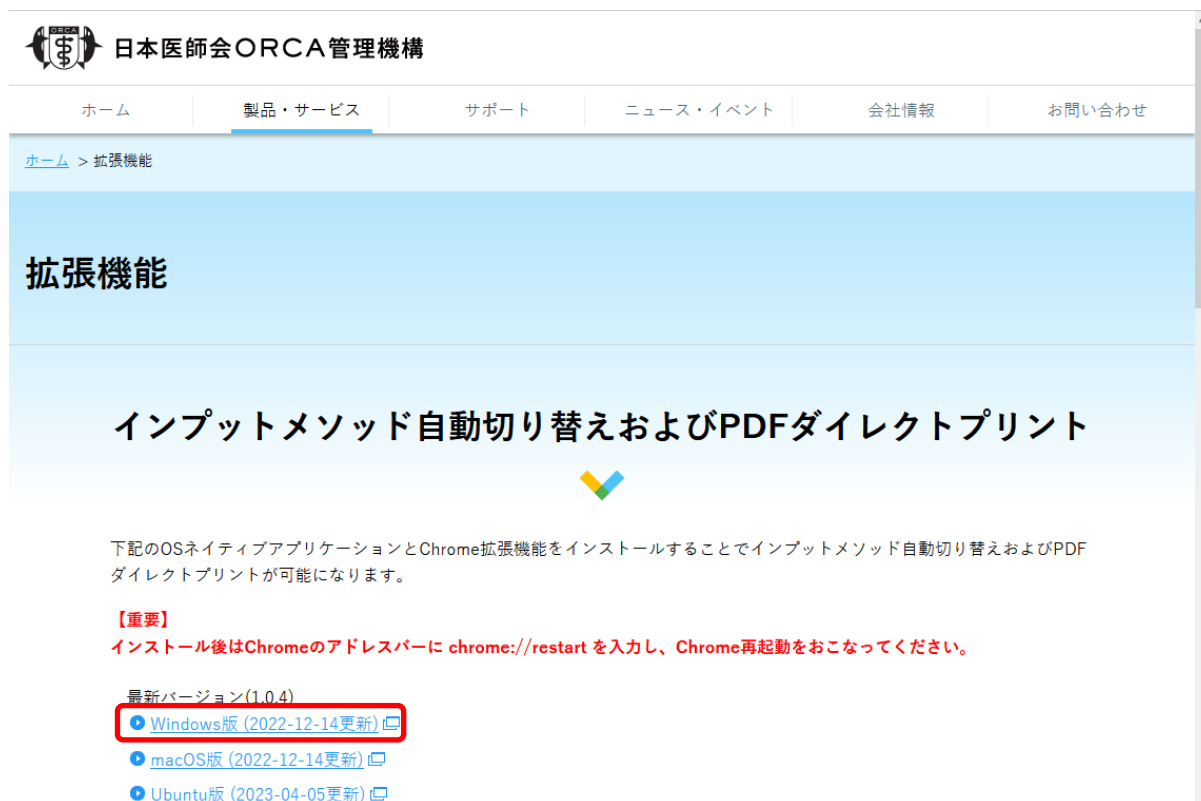 ORCA
日本医師会ORCA管理機構
ホーム 製品・サービス サポート ニュース・イベント 会社情報 お問い合わせ
ホーム > 拡張機能
拡張機能
インプットメソッド自動切り替えおよびPDFダイレクトプリント
下記のOSネイティブアプリケーションとChrome拡張機能をインストールすることでインプットメソッド自動切り替えおよびPDF
ダイレクトプリントが可能になります。
【重要】
インストール後はChromeのアドレスバーに chrome://restart を入力し、Chrome再起動をおこなってください。
最新バージョン(1.0.4)
Windows版 (2022-12-14更新)
macOS版 (2022-12-14更新)
Ubuntu版 (2023-04-05更新)